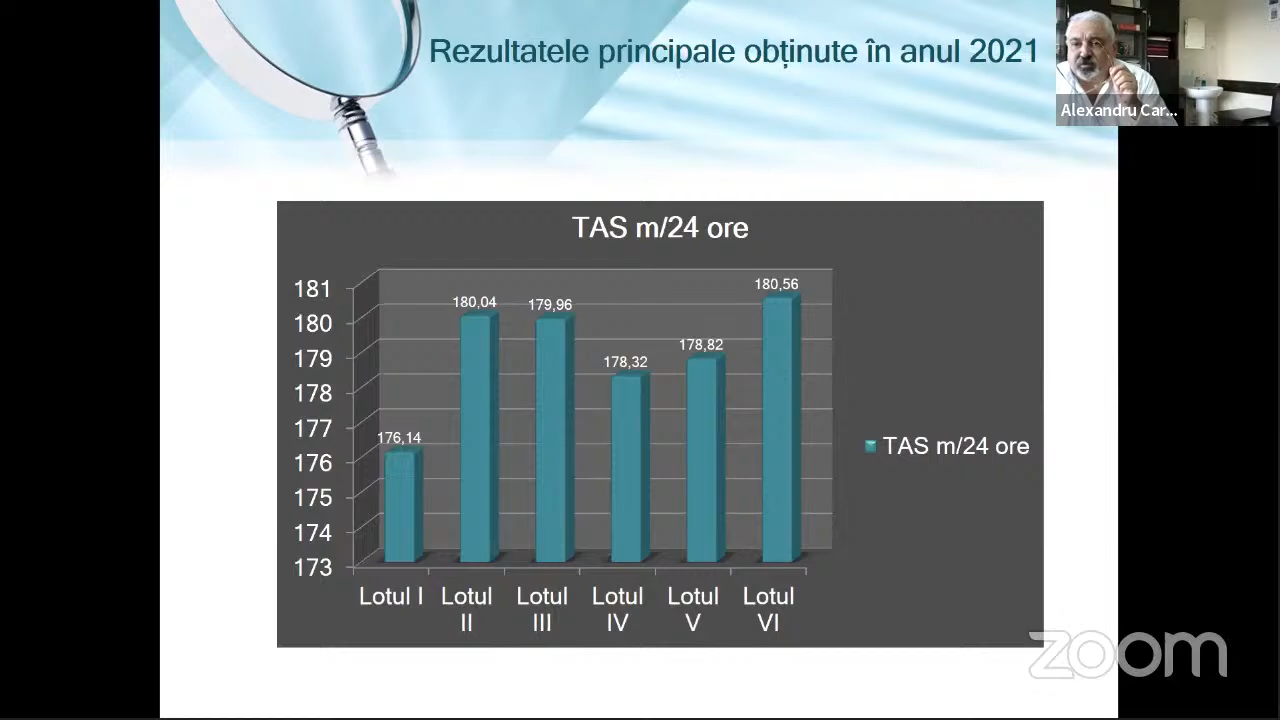 Rezultatele principale obținute în anul 2021
Alexandru Car...
TAS m/24 ore
181
180
179
178
177
176
175
174
173
176,14
180,04
179,96
178,32
178,82
180,56
Lotul I
Lotul II
Lotul III
Lotul IV
Lotul V
Lotul VI
TAS m/24 ore
zoom